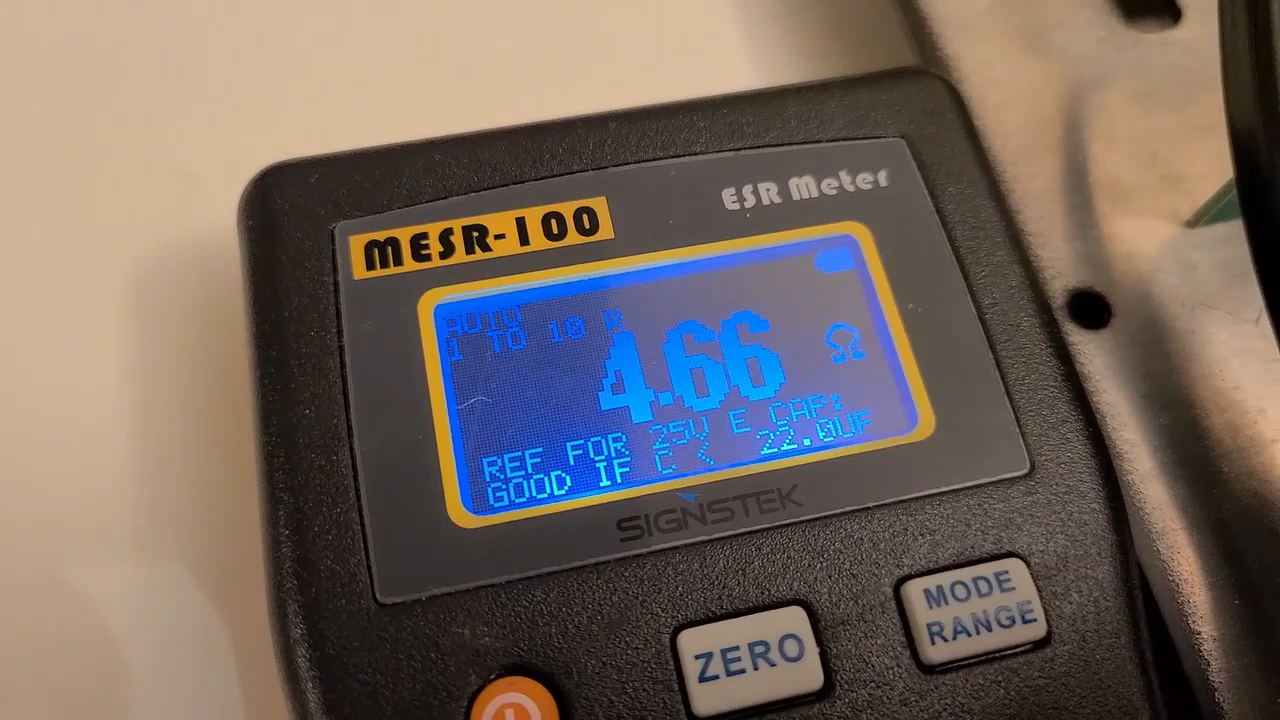 MESR-100
ESR Meter
AUTO
1 TO 10 R
4.66 Ω
REF FOR 25V E CAP:
GOOD IF C < 22.0UF
SIGNSTEK
ZERO
MODE
RANGE